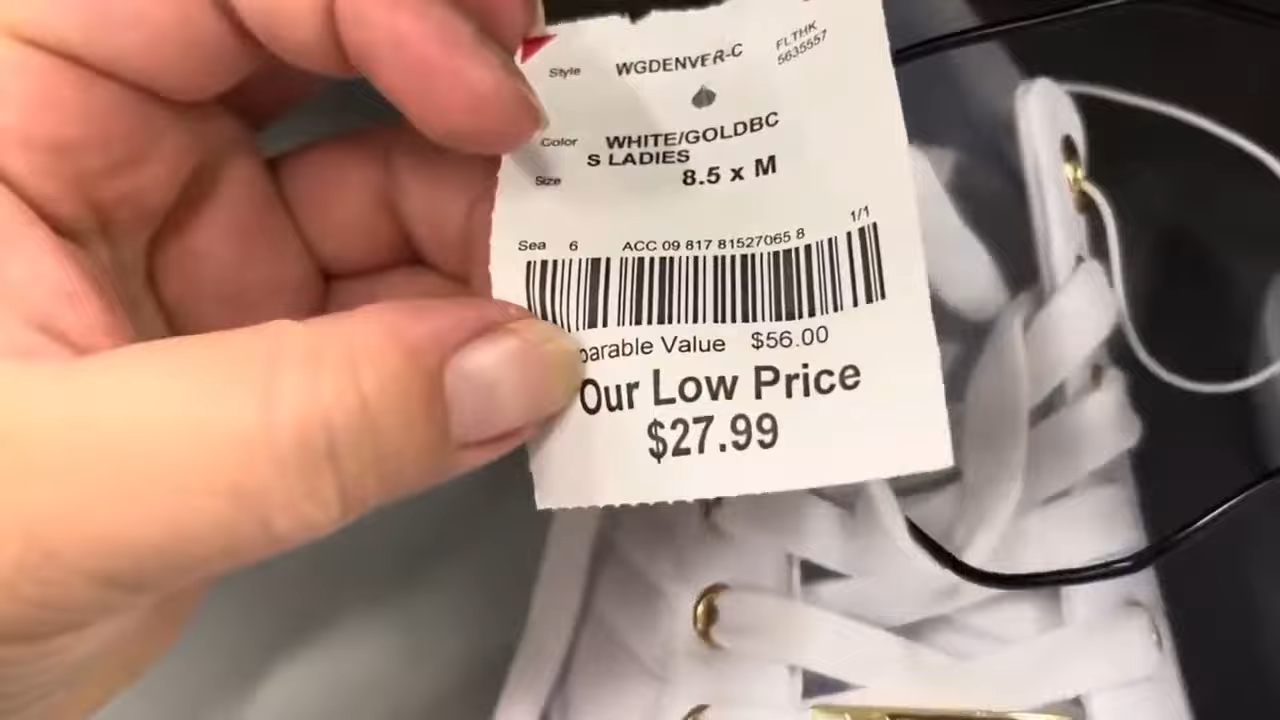 Style WGDENVER-C FLTHK
5635557
Color WHITE/GOLDBC
S LADIES
Size 8.5 x M
1/1
Sea 6 ACC 09 817 81527065 8
parable Value $56.00
Our Low Price
$27.99